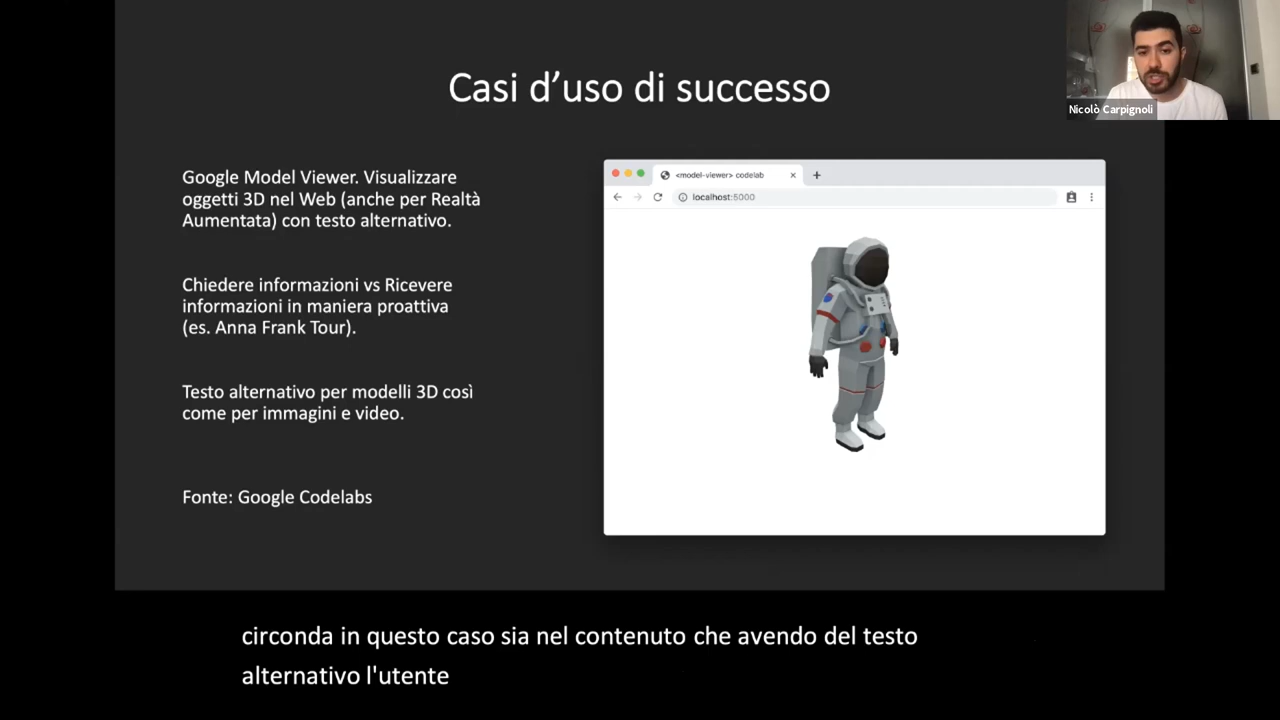 Casi d'uso di successo
Nicolò Carpignoli
Google Model Viewer. Visualizzare
oggetti 3D nel Web (anche per Realtà
Aumentata) con testo alternativo.
Chiedere informazioni vs Ricevere
informazioni in maniera proattiva
(es. Anna Frank Tour).
Testo alternativo per modelli 3D così
come per immagini e video.
Fonte: Google Codelabs
<model-viewer> codelab
localhost:5000
circonda in questo caso sia nel contenuto che avendo del testo
alternativo l'utente